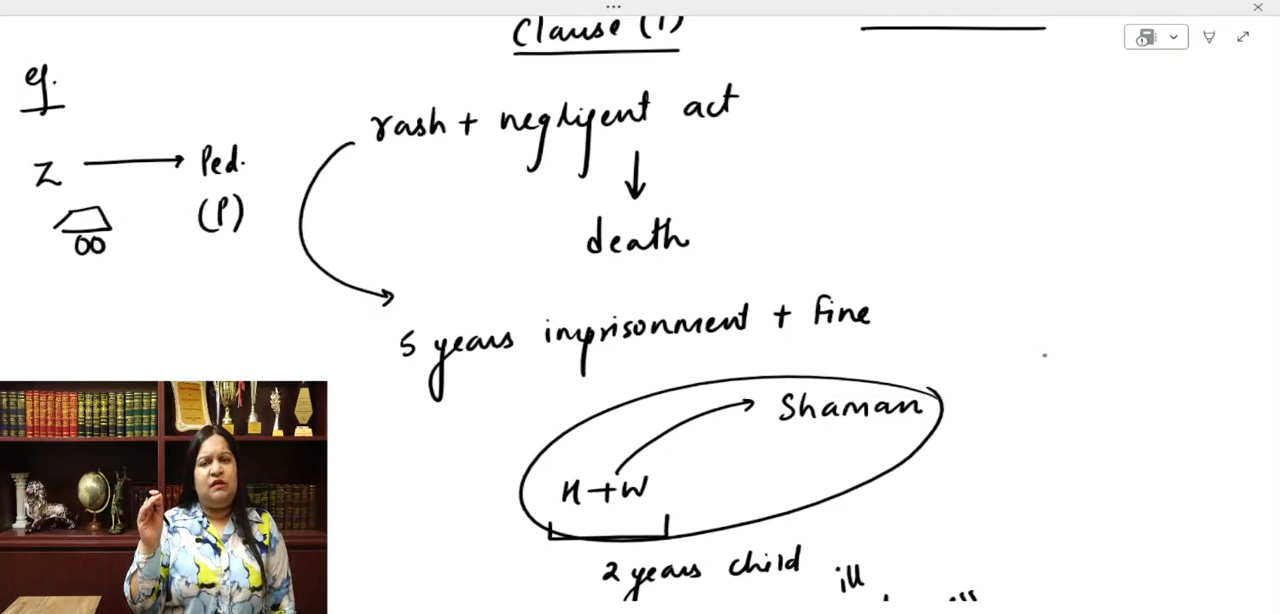 Clause (1)
eg.
rash + negligent act
Z → Ped.
(P)
death
5 years imprisonment + Fine
Shaman
H+W
2 years child
ill